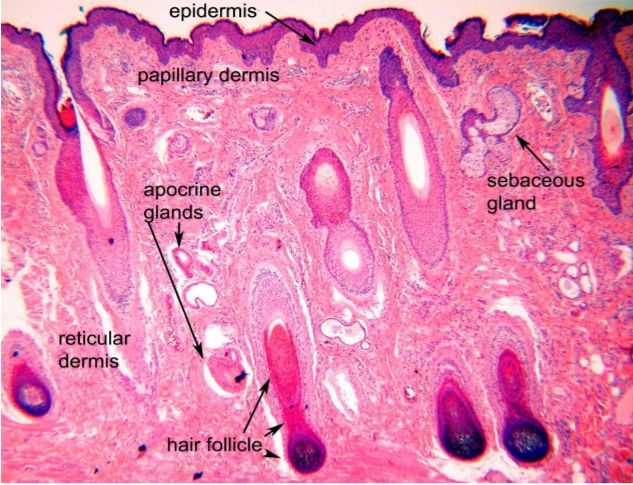 epidermis
papillary dermis
apocrine
glands
sebaceous
gland
reticular
dermis
hair follicle